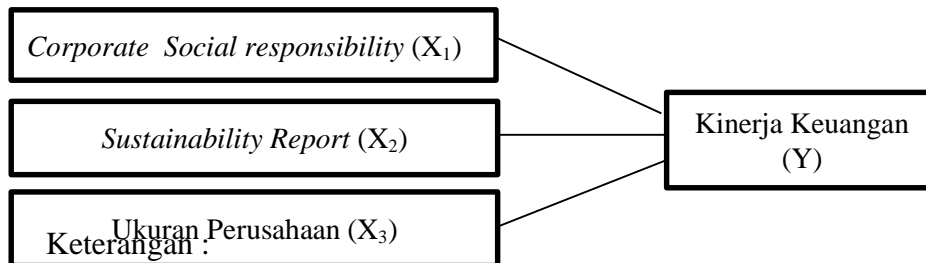 Corporate Social responsibility (X₁)
Sustainability Report (X₂)
Kinerja Keuangan
(Y)
Ukuran Perusahaan (X₃)
Keterangan :